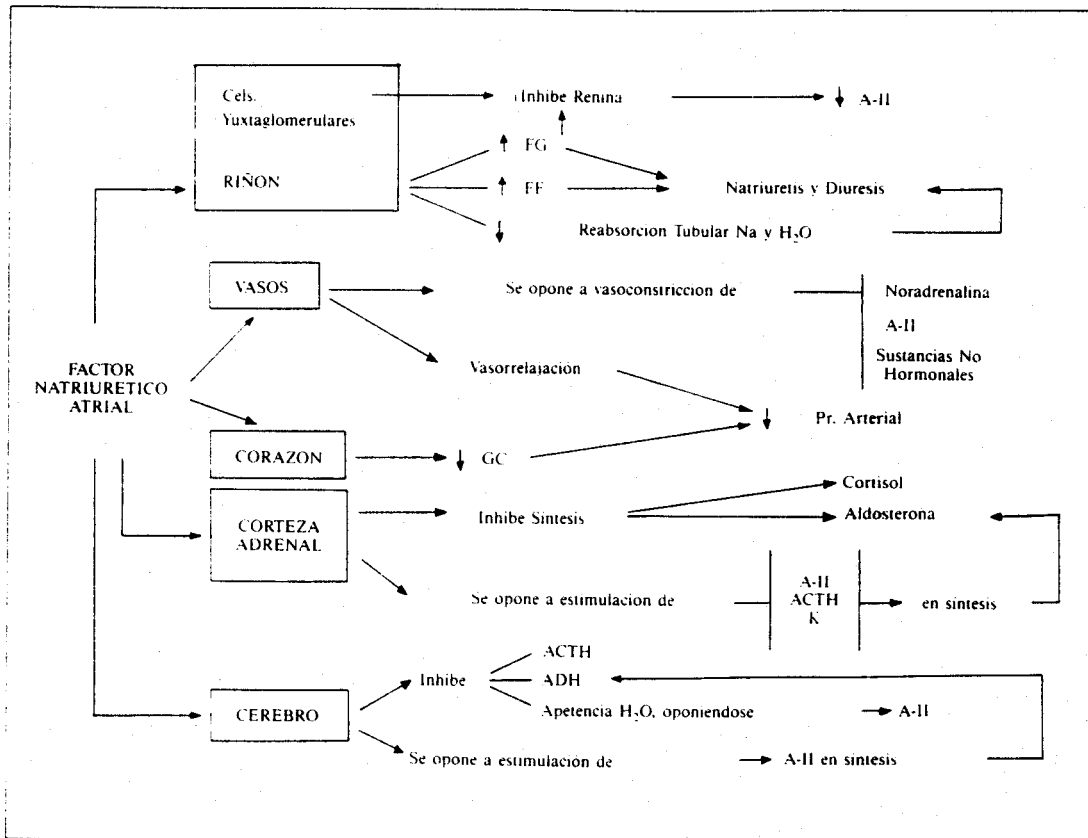 Cels.
Yuxtaglomerulares
Inhibe Renina
↓ A-II
↑ FG
RIÑON
↑ FF
Natriuretis y Diuresis
↓ Reabsorcion Tubular Na y H₂O
VASOS
Se opone a vasoconstriccion de
Noradrenalina
A-II
Sustancias No
Hormonales
Vasorrelajación
FACTOR
NATRIURETICO
ATRIAL
↓ Pr. Arterial
CORAZON
↓ GC
CORTEZA
ADRENAL
Inhibe Sintesis
Cortisol
Aldosterona
Se opone a estimulacion de
A-II
ACTH
K
en sintesis
CEREBRO
Inhibe
ACTH
ADH
Apetencia H₂O, oponiendose
A-II
Se opone a estimulación de
A-II en sintesis